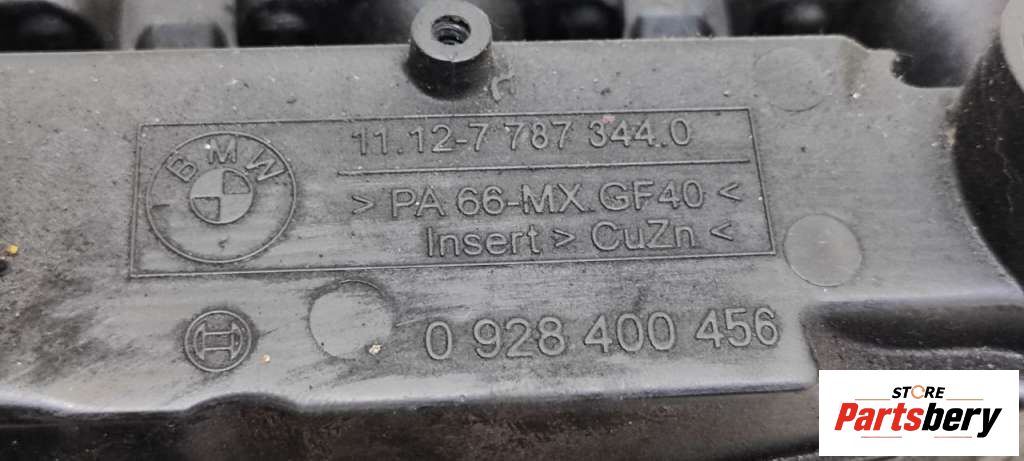 BMW
11.12-7 787 344.0
> PA 66-MX.GF40 <
Insert > CuZn <
0 928 400 456
STORE
Partsbery